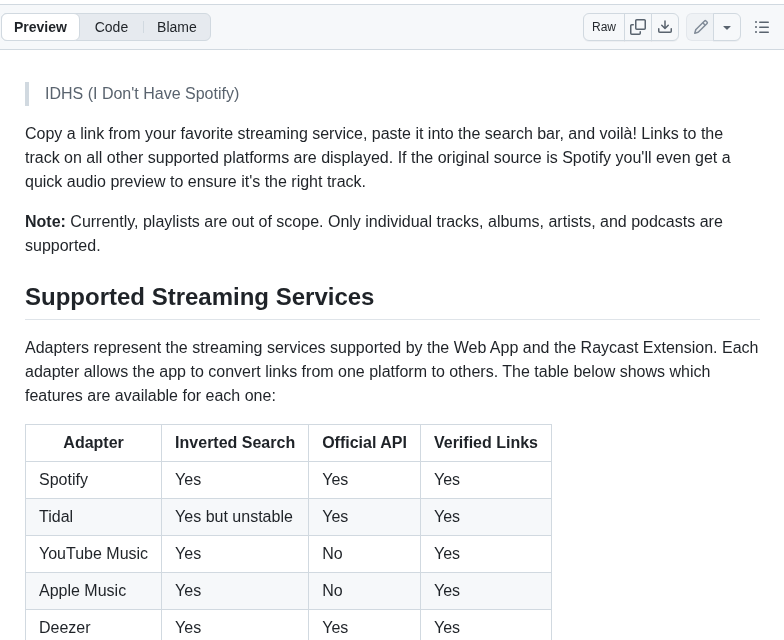 Preview Code Blame Raw
IDHS (I Don't Have Spotify)
Copy a link from your favorite streaming service, paste it into the search bar, and voilà! Links to the
track on all other supported platforms are displayed. If the original source is Spotify you'll even get a
quick audio preview to ensure it's the right track.
Note: Currently, playlists are out of scope. Only individual tracks, albums, artists, and podcasts are
supported.
Supported Streaming Services
Adapters represent the streaming services supported by the Web App and the Raycast Extension. Each
adapter allows the app to convert links from one platform to others. The table below shows which
features are available for each one:
Adapter Inverted Search Official API Verified Links
Spotify Yes Yes Yes
Tidal Yes but unstable Yes Yes
YouTube Music Yes No Yes
Apple Music Yes No Yes
Deezer Yes Yes Yes